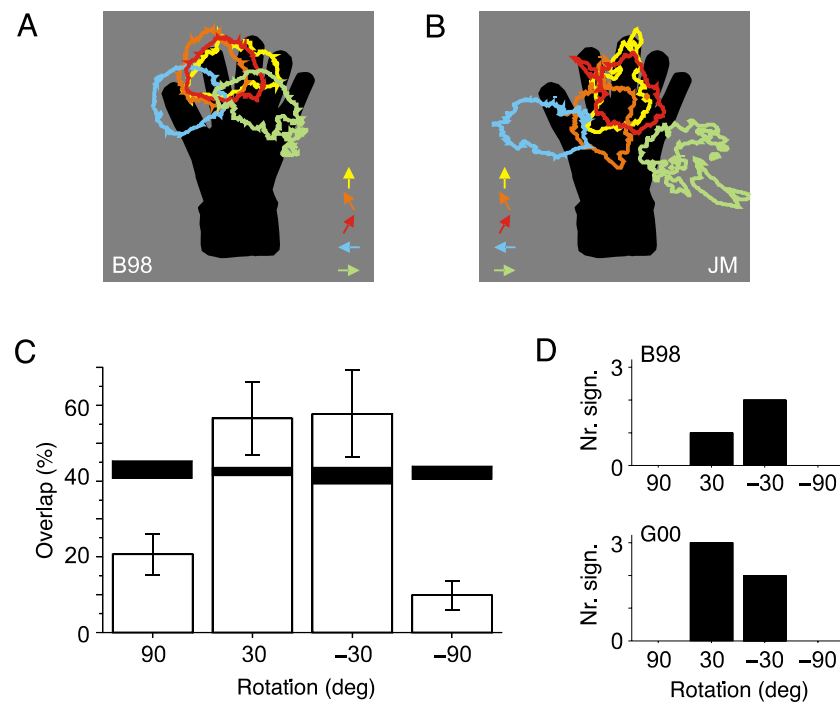 A
B
B98
JM
C
Overlap (%)
60
40
20
0
90
30
–30
–90
Rotation (deg)
D
B98
Nr. sign.
3
0
90
30
–30
–90
G00
Nr. sign.
3
0
90
30
–30
–90
Rotation (deg)